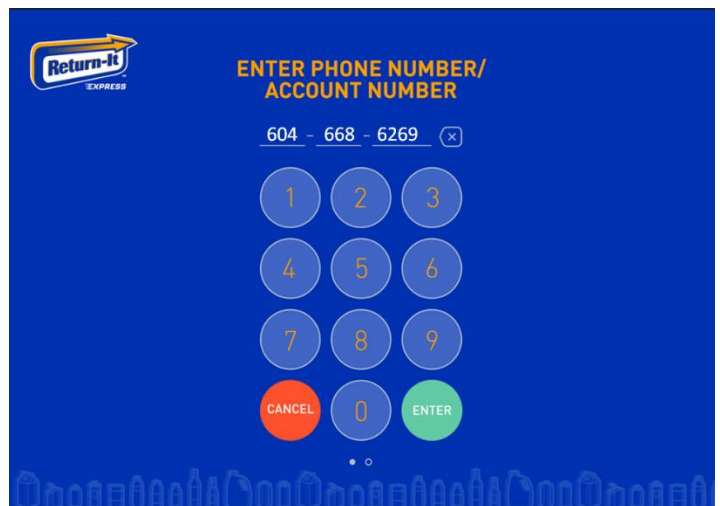 Return-It
EXPRESS
ENTER PHONE NUMBER/
ACCOUNT NUMBER
604 - 668 - 6269
1 2 3
4 5 6
7 8 9
CANCEL 0 ENTER